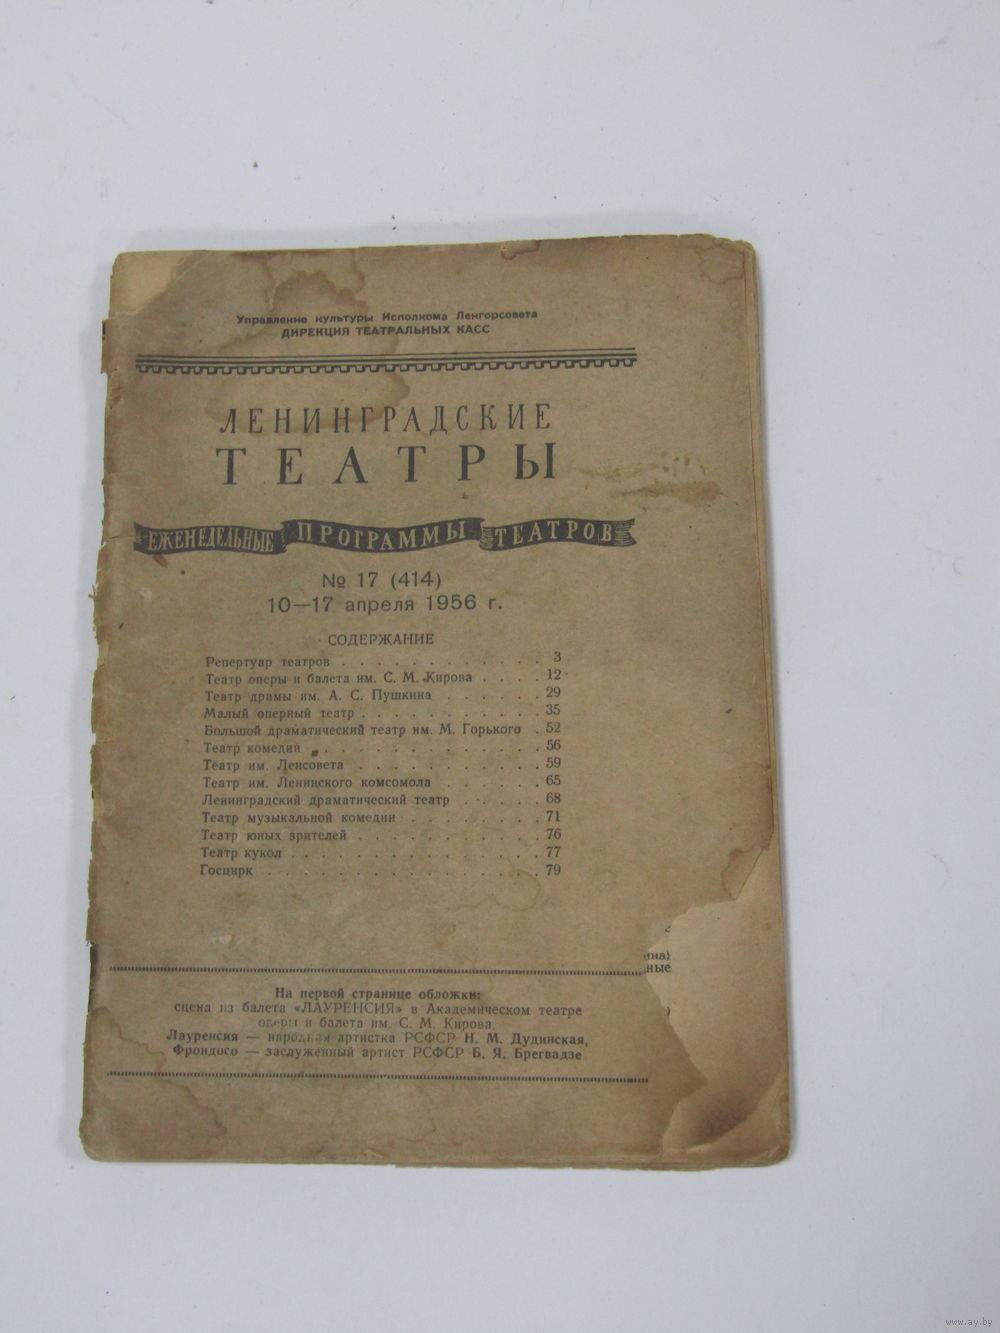 Управление культуры Исполкома Ленгорсовета
ДИРЕКЦИЯ ТЕАТРАЛЬНЫХ КАСС
ЛЕНИНГРАДСКИЕ
ТЕАТРЫ
ЕЖЕНЕДЕЛЬНЫЕ ПРОГРАММЫ ТЕАТРОВ
№ 17 (414)
10—17 апреля 1956 г.
СОДЕРЖАНИЕ
Репертуар театров . . . . . . . . . . . . . 3
Театр оперы и балета им. С. М. Кирова . . . . 12
Театр драмы им. А. С. Пушкина . . . . . . 29
Малый оперный театр . . . . . . . . . . . 35
Большой драматический театр им. М. Горького . 52
Театр комедии . . . . . . . . . . . . . 56
Театр им. Ленсовета . . . . . . . . . . . 59
Театр им. Ленинского комсомола . . . . . . 65
Ленинградский драматический театр . . . . . 68
Театр музыкальной комедии . . . . . . . . 71
Театр юных зрителей . . . . . . . . . . . 76
Театр кукол . . . . . . . . . . . . . . . 77
Госцирк . . . . . . . . . . . . . . . . 79
ина)
ные
На первой странице обложки:
сцена из балета «ЛАУРЕНСИЯ» в Академическом театре
оперы и балета им. С. М. Кирова.
Лауренсия — народная артистка РСФСР Н. М. Дудинская,
Фрондосо — заслуженный артист РСФСР Б. Я. Брегвадзе
www.ay.by